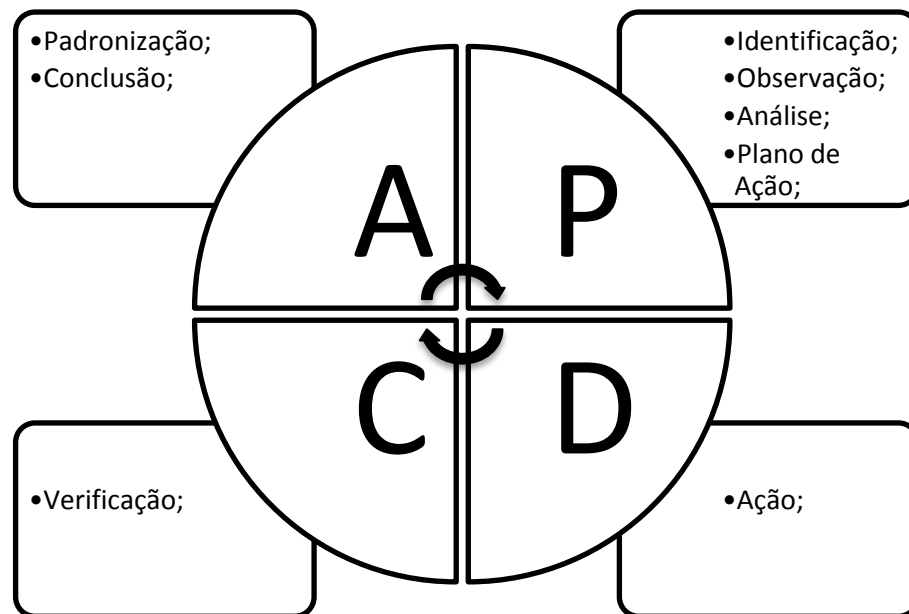 •Padronização;
•Conclusão;
•Identificação;
•Observação;
•Análise;
•Plano de
Ação;
A
P
C
D
•Verificação;
•Ação;